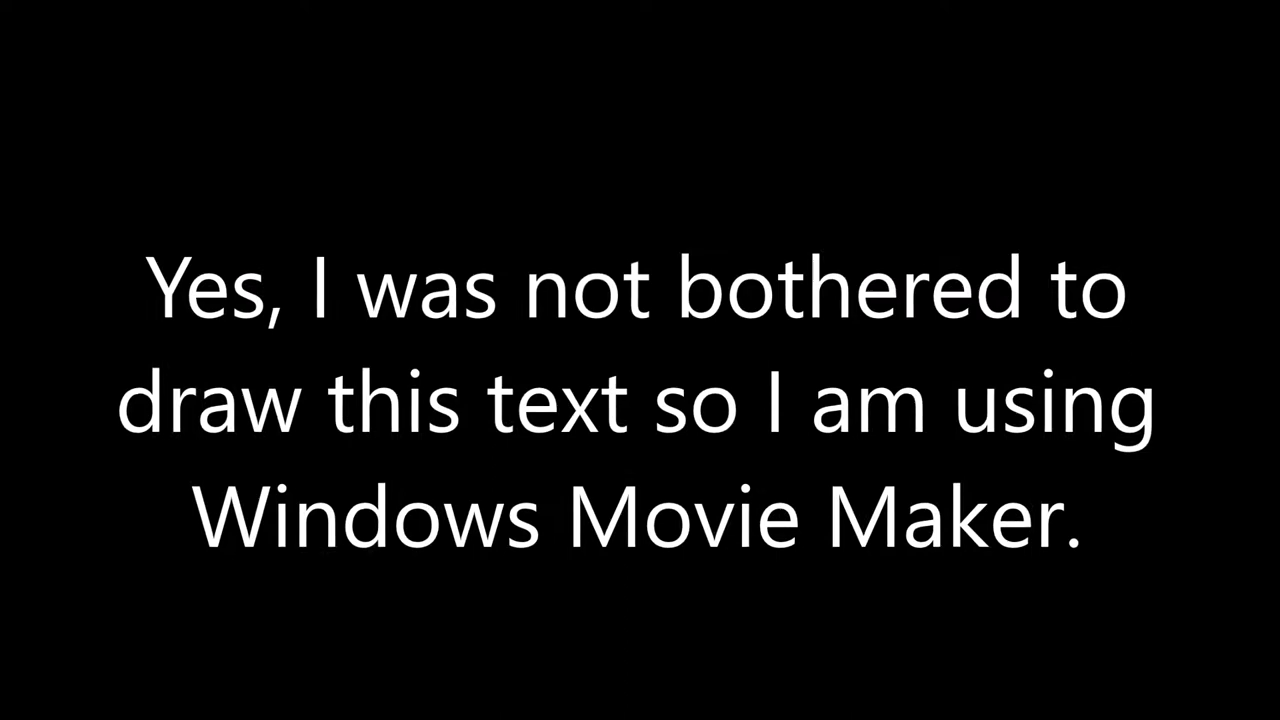 Yes, I was not bothered to
draw this text so I am using
Windows Movie Maker.